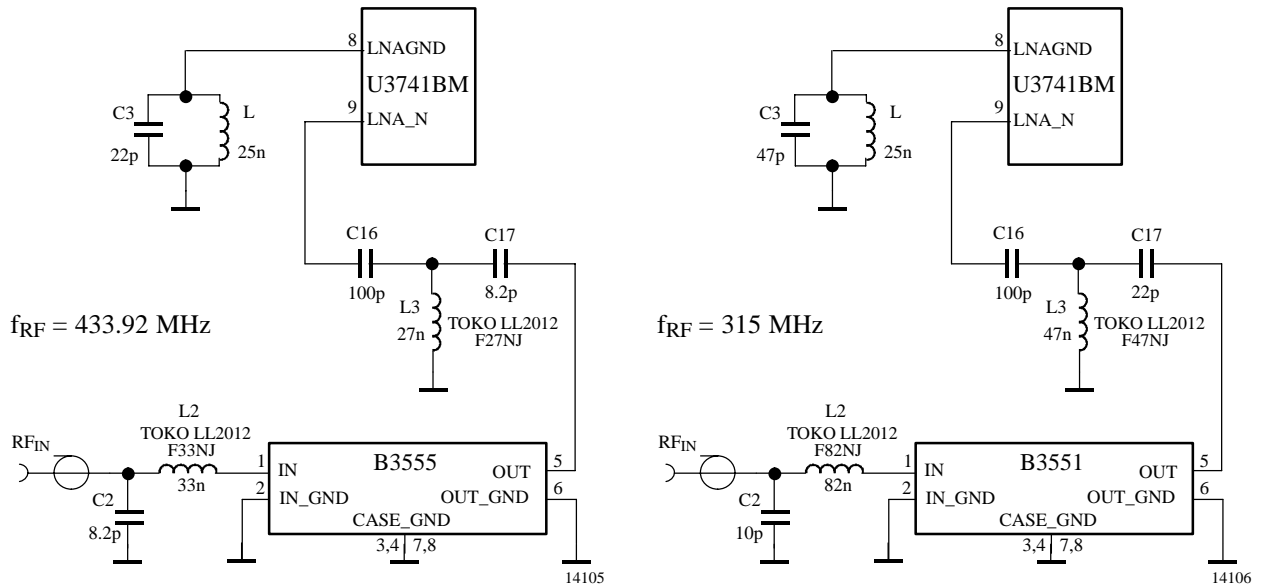 8
LNAGND
U3741BM
9
LNA_N
C3
22p
L
25n
C16
100p
C17
8.2p
L3
27n
TOKO LL2012
F27NJ
fRF = 433.92 MHz
L2
TOKO LL2012
F33NJ
33n
RFIN
C2
8.2p
1
IN
2
IN_GND
B3555
OUT
5
OUT_GND
6
CASE_GND
3,4
7,8
14105
8
LNAGND
U3741BM
9
LNA_N
C3
47p
L
25n
C16
100p
C17
22p
L3
47n
TOKO LL2012
F47NJ
fRF = 315 MHz
L2
TOKO LL2012
F82NJ
82n
RFIN
C2
10p
1
IN
2
IN_GND
B3551
OUT
5
OUT_GND
6
CASE_GND
3,4
7,8
14106